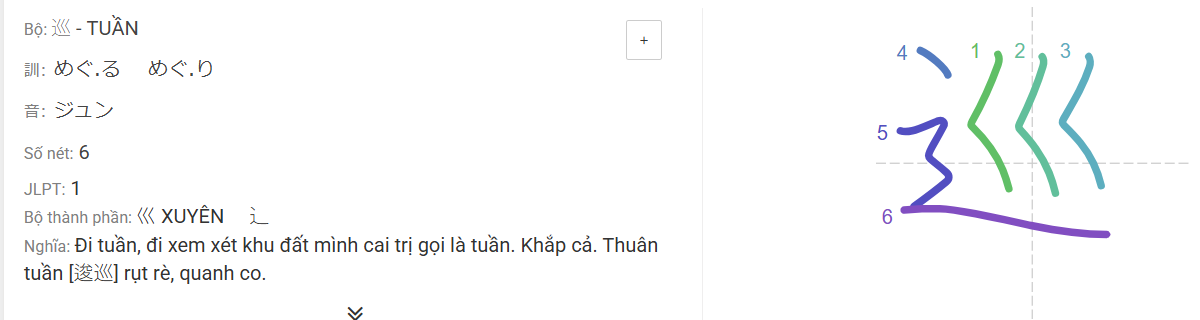 Bộ: 巡 - TUẦN
+
訓: めぐ.る めぐ.り
音: ジュン
Số nét: 6
JLPT: 1
Bộ thành phần: 巛 XUYÊN 辶
Nghĩa: Đi tuần, đi xem xét khu đất mình cai trị gọi là tuần. Khắp cả. Thuân
tuần [逡巡] rụt rè, quanh co.
4 1 2 3
5
6